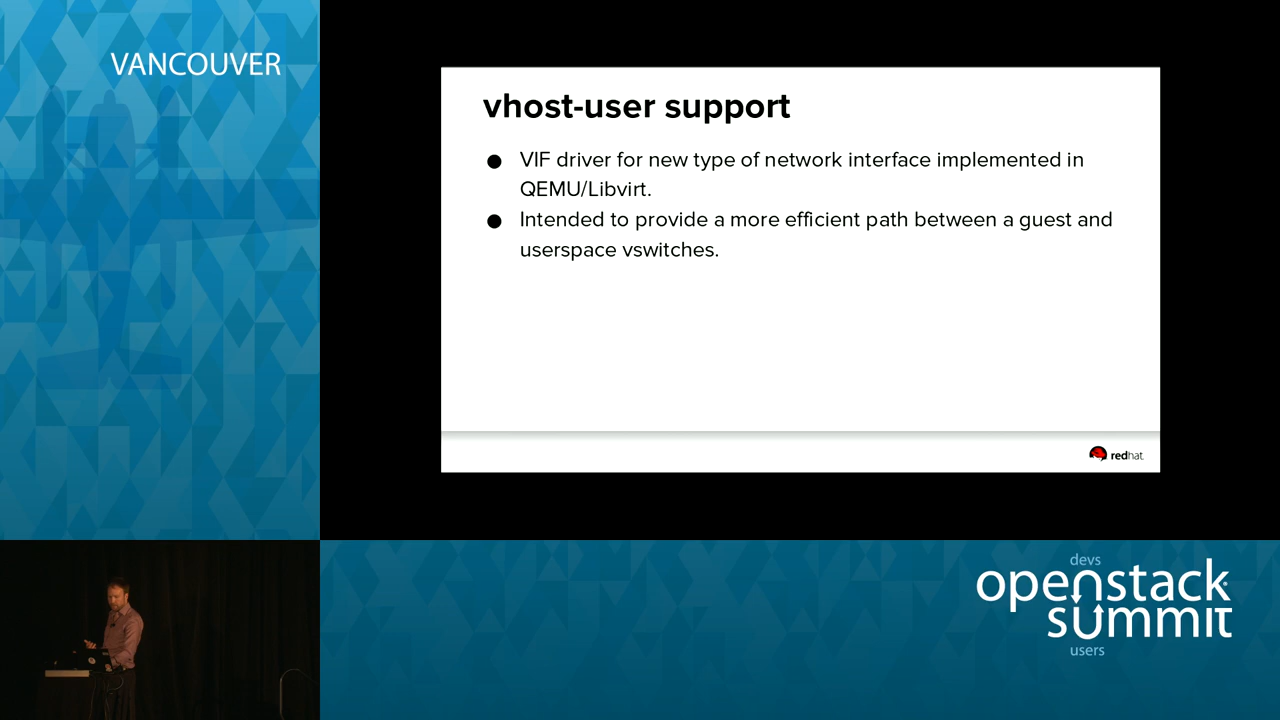 VANCOUVER
vhost-user support
● VIF driver for new type of network interface implemented in
QEMU/Libvirt.
● Intended to provide a more efficient path between a guest and
userspace vswitches.
redhat
devs
openstack
summit
users